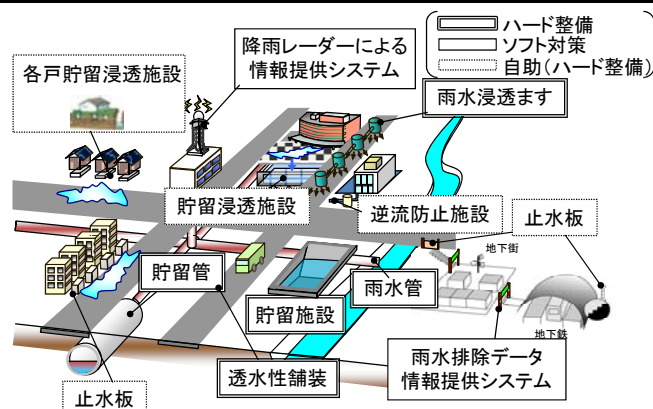 ハード整備
ソフト対策
自助(ハード整備)
降雨レーダーによる
情報提供システム
各戸貯留浸透施設
雨水浸透ます
貯留浸透施設
逆流防止施設
止水板
地下街
貯留管
雨水管
貯留施設
地下鉄
雨水排除データ
情報提供システム
透水性舗装
止水板